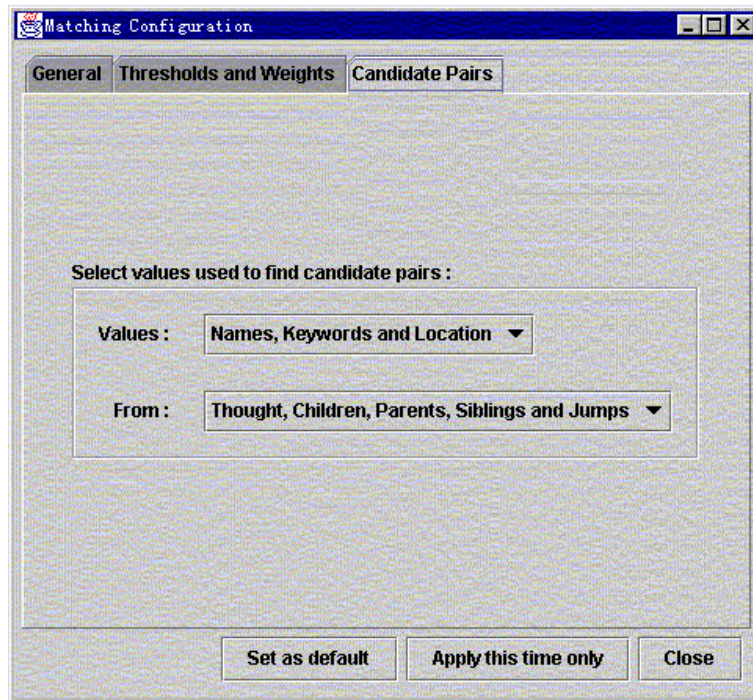 Matching Configuration
General Thresholds and Weights Candidate Pairs
Select values used to find candidate pairs :
Values : Names, Keywords and Location
From : Thought, Children, Parents, Siblings and Jumps
Set as default Apply this time only Close